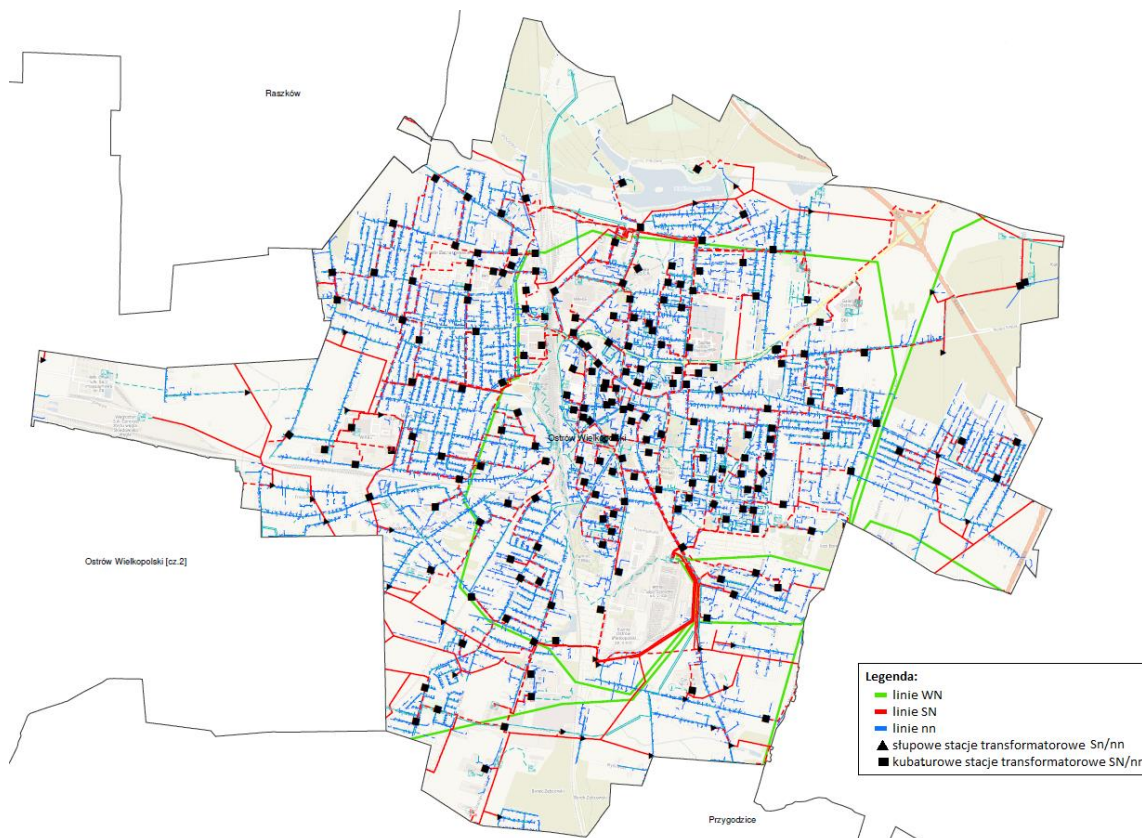 Raszków
Ostrów Wielkopolski
Ostrów Wielkopolski [cz.2]
Przygodzice
Legenda:
linie WN
linie SN
linie nn
słupowe stacje transformatorowe Sn/nn
kubaturowe stacje transformatorowe SN/nn